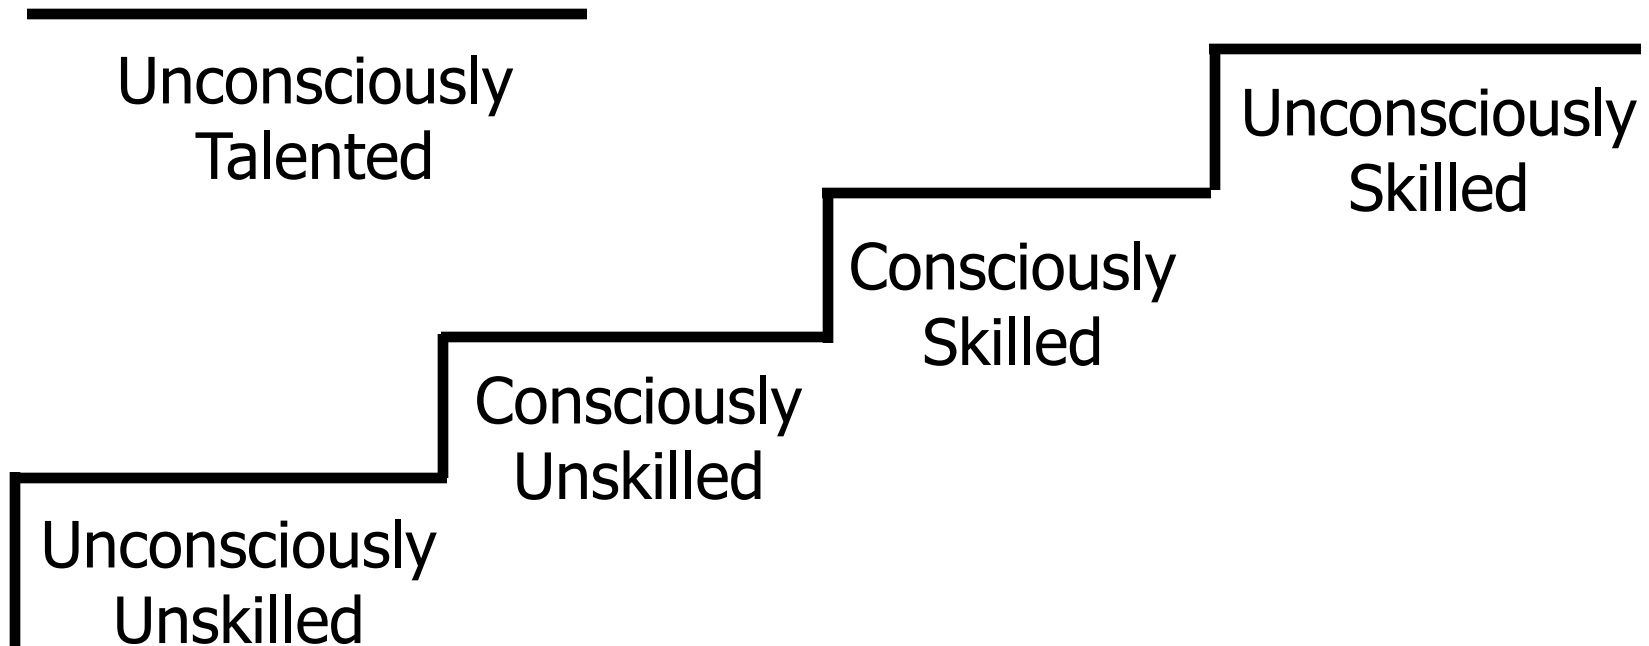 Unconsciously
Talented
Unconsciously
Skilled
Consciously
Skilled
Consciously
Unskilled
Unconsciously
Unskilled